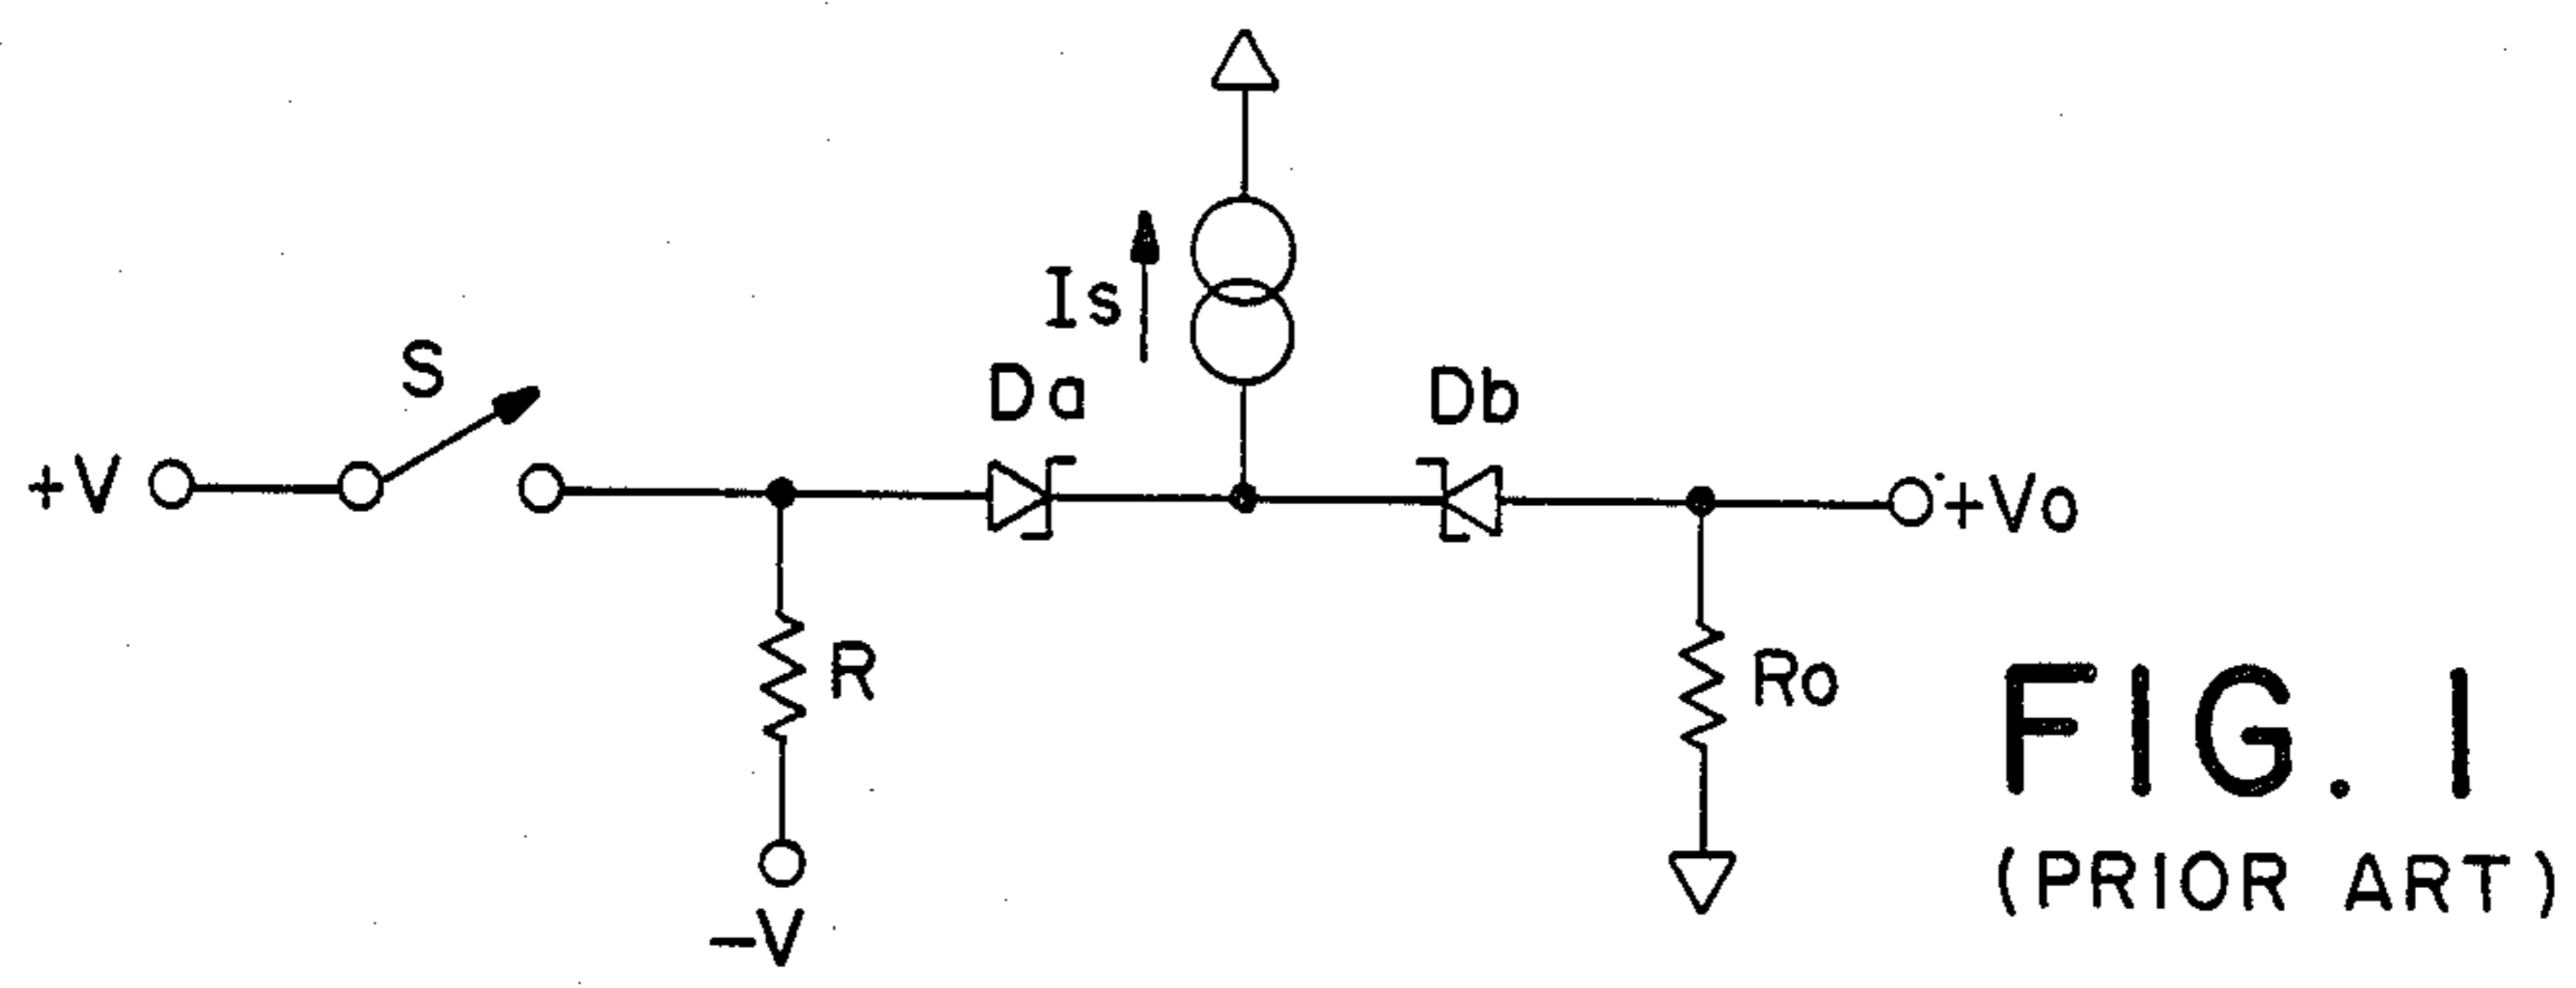 Is
S
Da
Db
+V
+Vo
R
Ro
-V
FIG. 1
(PRIOR ART)